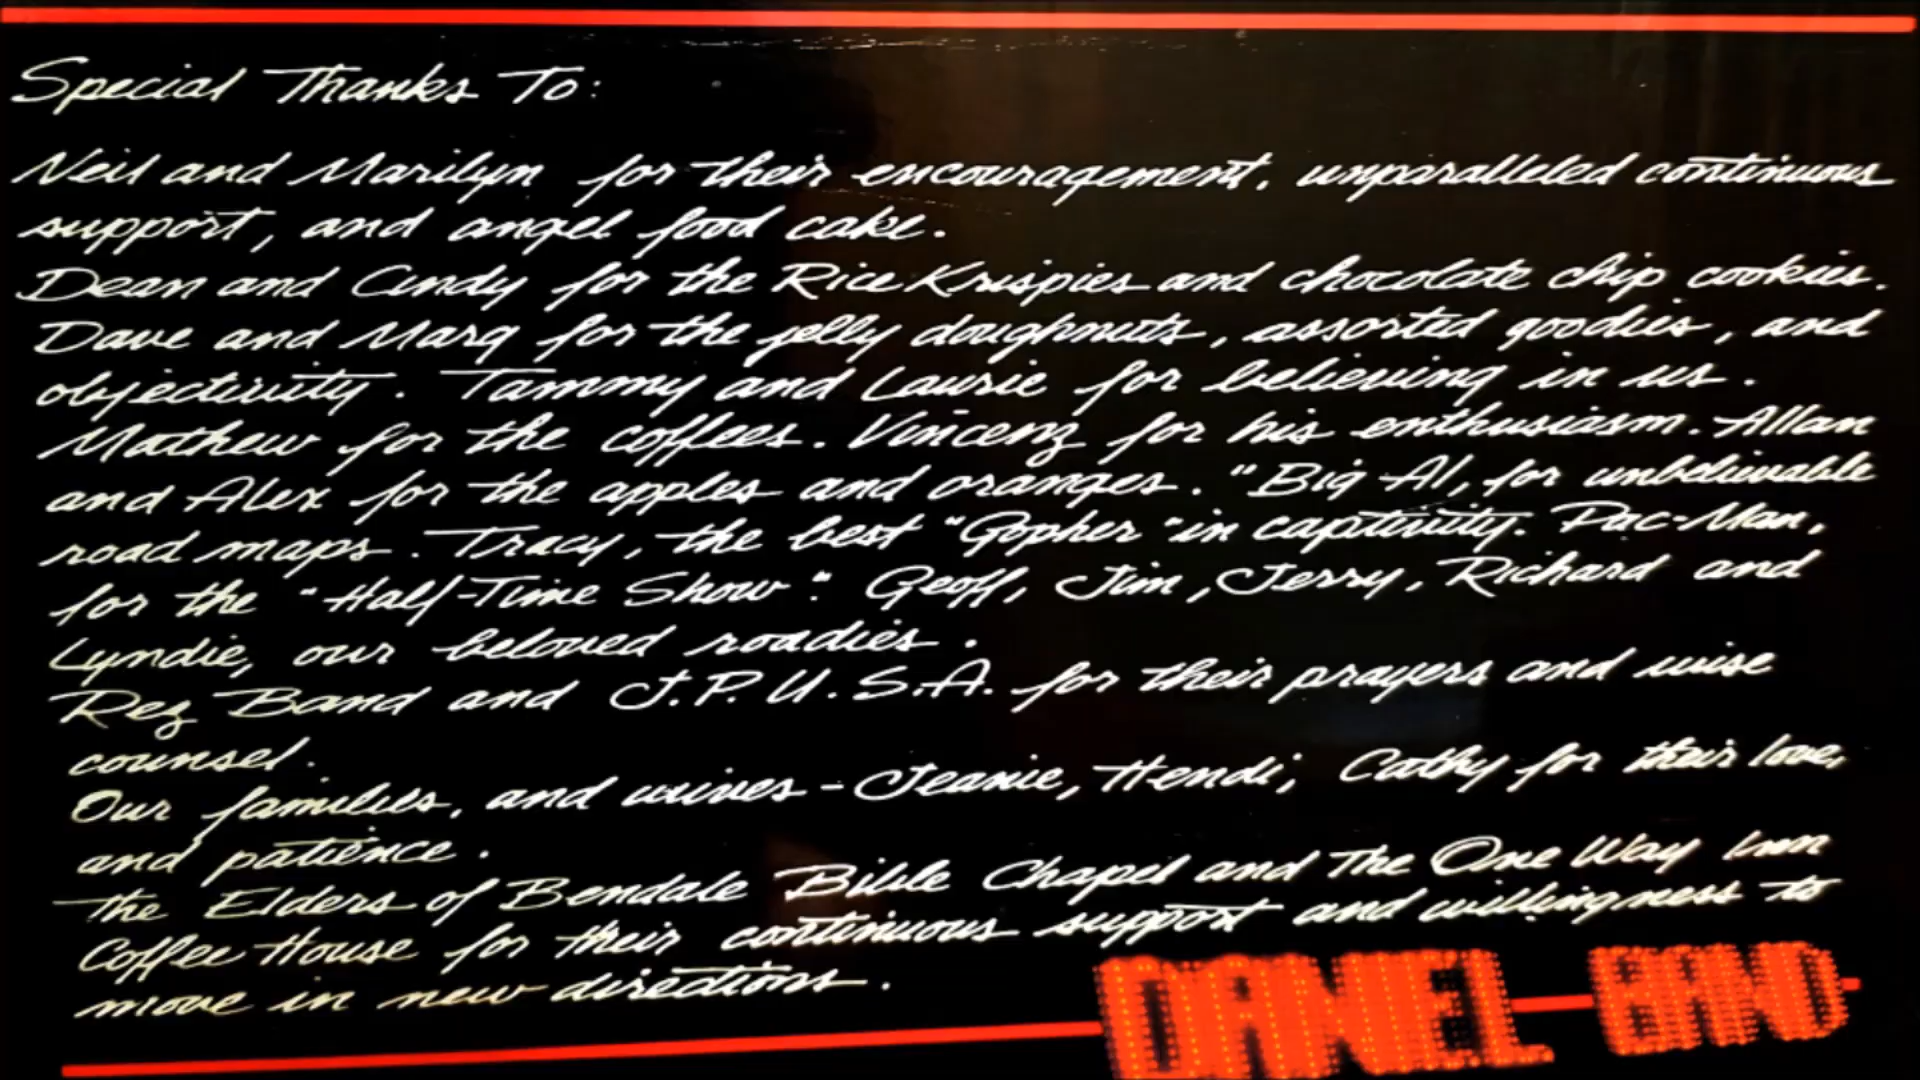 Special Thanks To:
Neil and Marilyn for their encouragement, unparalleled continuous
support, and angel food cake.
Dean and Cindy for the Rice Krispies and chocolate chip cookies.
Dave and Marg for the jelly doughnuts, assorted goodies, and
objectivity. Tammy and Laurie for believing in us.
Mathew for the coffees. Vincenz for his enthusiasm. Allan
and Alex for the apples and oranges. "Big Al, for unbelievable
road maps. Tracy, the best "Gopher" in captivity. Pac-Man,
for the "Half-Time Show". Geoff, Jim, Jerry, Richard and
Lyndie, our beloved roadies.
Rez Band and J.P.U.S.A. for their prayers and wise
counsel.
Our families, and wives - Jeanie, Hendi, Cathy for their love,
and patience.
the Elders of Bendale Bible Chapel and The One Way Inn
Coffee House for their continuous support and willingness to
move in new directions.
DANIEL BAND